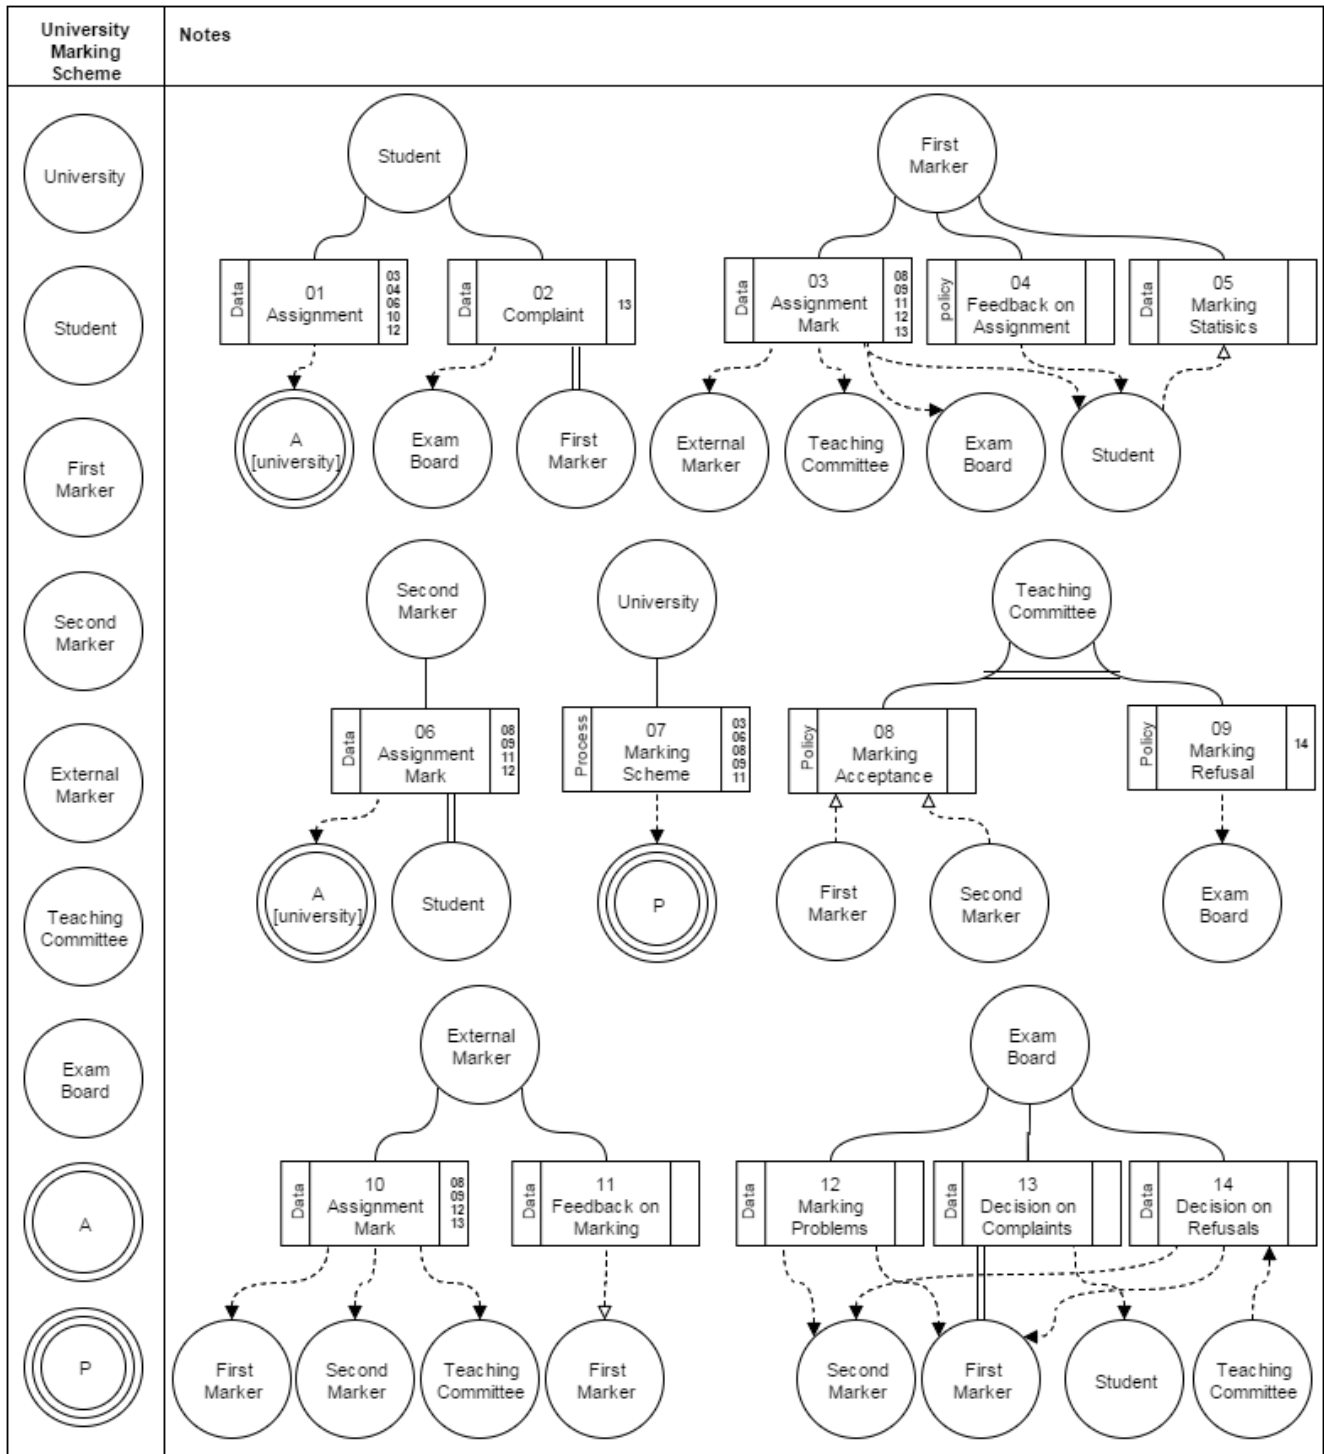 University
Marking
Scheme
Notes
University
Student
First
Marker
Second
Marker
External
Marker
Teaching
Committee
Exam
Board
A
P
Student
First
Marker
Data
01
Assignment
03
04
06
10
12
Data
02
Complaint
13
Data
03
Assignment
Mark
08
09
11
12
13
policy
04
Feedback on
Assignment
Data
05
Marking
Statisics
A
[university]
Exam
Board
First
Marker
External
Marker
Teaching
Committee
Exam
Board
Student
Second
Marker
University
Teaching
Committee
Data
06
Assignment
Mark
08
09
11
12
Process
07
Marking
Scheme
03
06
08
09
11
Policy
08
Marking
Acceptance
Policy
09
Marking
Refusal
14
A
[university]
Student
P
First
Marker
Second
Marker
Exam
Board
External
Marker
Exam
Board
Data
10
Assignment
Mark
08
09
12
13
Data
11
Feedback on
Marking
Data
12
Marking
Problems
Data
13
Decision on
Complaints
Data
14
Decision on
Refusals
First
Marker
Second
Marker
Teaching
Committee
First
Marker
Second
Marker
First
Marker
Student
Teaching
Committee